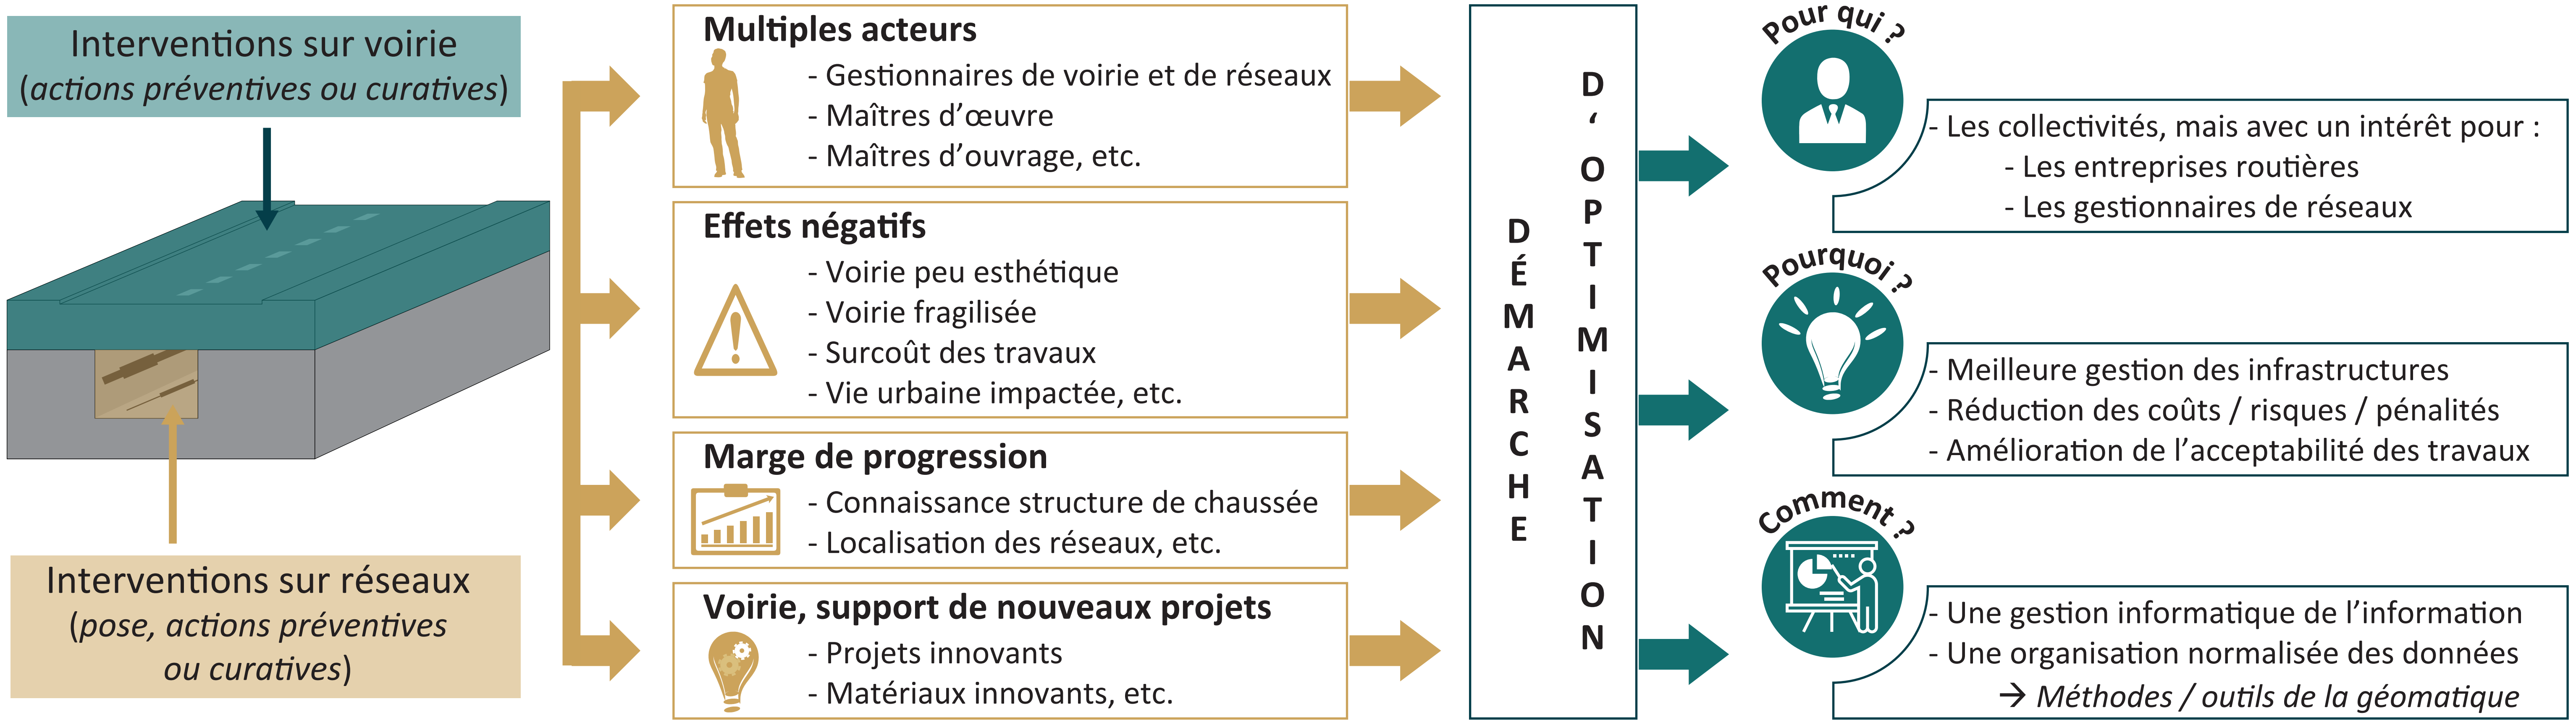 Interventions sur voirie
(actions préventives ou curatives)
Interventions sur réseaux
(pose, actions préventives
ou curatives)
Multiples acteurs
- Gestionnaires de voirie et de réseaux
- Maîtres d’œuvre
- Maîtres d’ouvrage, etc.
Effets négatifs
- Voirie peu esthétique
- Voirie fragilisée
- Surcoût des travaux
- Vie urbaine impactée, etc.
Marge de progression
- Connaissance structure de chaussée
- Localisation des réseaux, etc.
Voirie, support de nouveaux projets
- Projets innovants
- Matériaux innovants, etc.
DÉMARCHE
D‘OPTIMISATION
Pour qui ?
- Les collectivités, mais avec un intérêt pour :
- Les entreprises routières
- Les gestionnaires de réseaux
Pourquoi ?
- Meilleure gestion des infrastructures
- Réduction des coûts / risques / pénalités
- Amélioration de l’acceptabilité des travaux
Comment ?
- Une gestion informatique de l’information
- Une organisation normalisée des données
→ Méthodes / outils de la géomatique